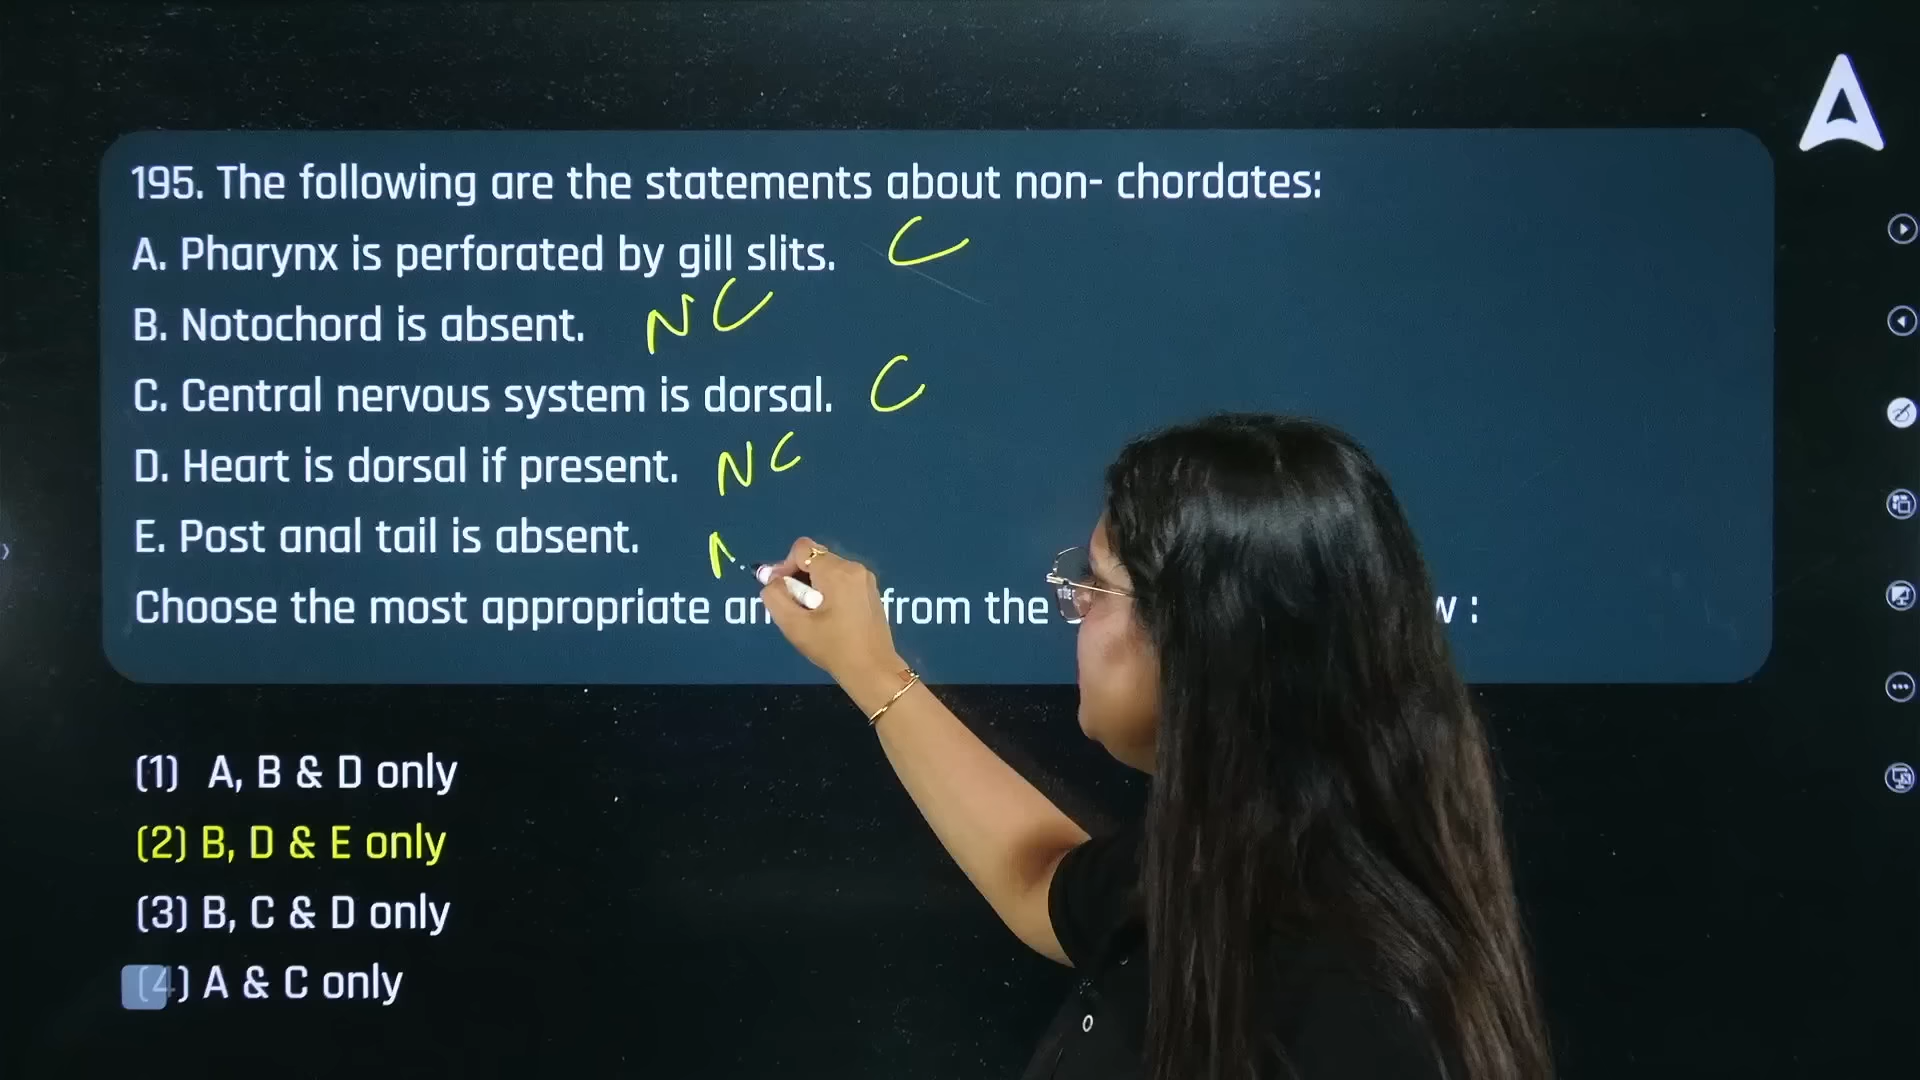 195. The following are the statements about non- chordates:
A. Pharynx is perforated by gill slits. C
B. Notochord is absent. NC
C. Central nervous system is dorsal. C
D. Heart is dorsal if present. NC
E. Post anal tail is absent. N
Choose the most appropriate from the :
(1) A, B & D only
(2) B, D & E only
(3) B, C & D only
(4) A & C only